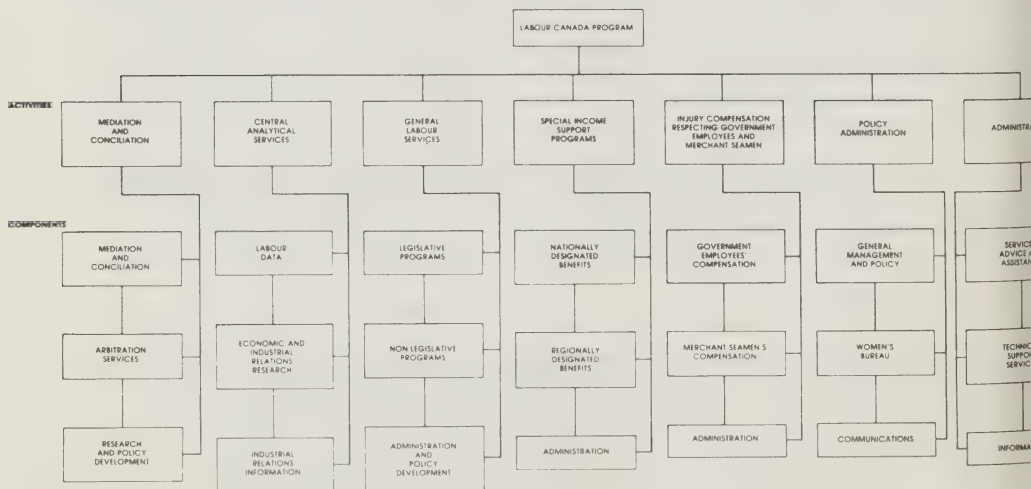 LABOUR CANADA PROGRAM
ACTIVITIES
MEDIATION
AND
CONCILIATION
CENTRAL
ANALYTICAL
SERVICES
GENERAL
LABOUR
SERVICES
SPECIAL INCOME
SUPPORT
PROGRAMS
INJURY COMPENSATION
RESPECTING GOVERNMENT
EMPLOYEES AND
MERCHANT SEAMEN
POLICY
ADMINISTRATION
COMPONENTS
MEDIATION
AND
CONCILIATION
LABOUR
DATA
LEGISLATIVE
PROGRAMS
NATIONALLY
DESIGNATED
BENEFITS
GOVERNMENT
EMPLOYEES'
COMPENSATION
GENERAL
MANAGEMENT
AND POLICY
ADVICE
ARBITRATION
SERVICES
ECONOMIC AND
INDUSTRIAL
RELATIONS
RESEARCH
NON LEGISLATIVE
PROGRAMS
REGIONALLY
DESIGNATED
BENEFITS
MERCHANT SEAMEN S
COMPENSATION
WOMEN'S
BUREAU
RESEARCH
AND POLICY
DEVELOPMENT
INDUSTRIAL
RELATIONS
INFORMATION
ADMINISTRATION
AND
POLICY
DEVELOPMENT
ADMINISTRATION
ADMINISTRATION
COMMUNICATIONS